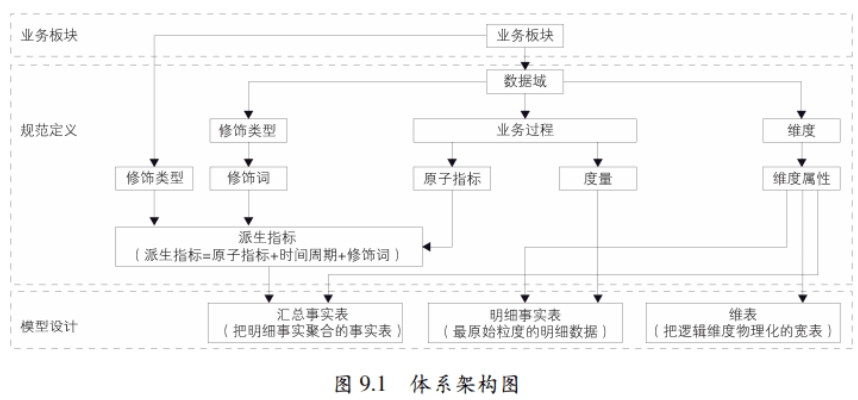 业务板块
业务板块
规范定义
数据域
修饰类型
业务过程
维度
修饰类型
修饰词
原子指标
度量
维度属性
派生指标
（派生指标=原子指标+时间周期+修饰词）
模型设计
汇总事实表
（把明细事实聚合的事实表）
明细事实表
（最原始粒度的明细数据）
维表
（把逻辑维度物理化的宽表）
图 9.1 体系架构图